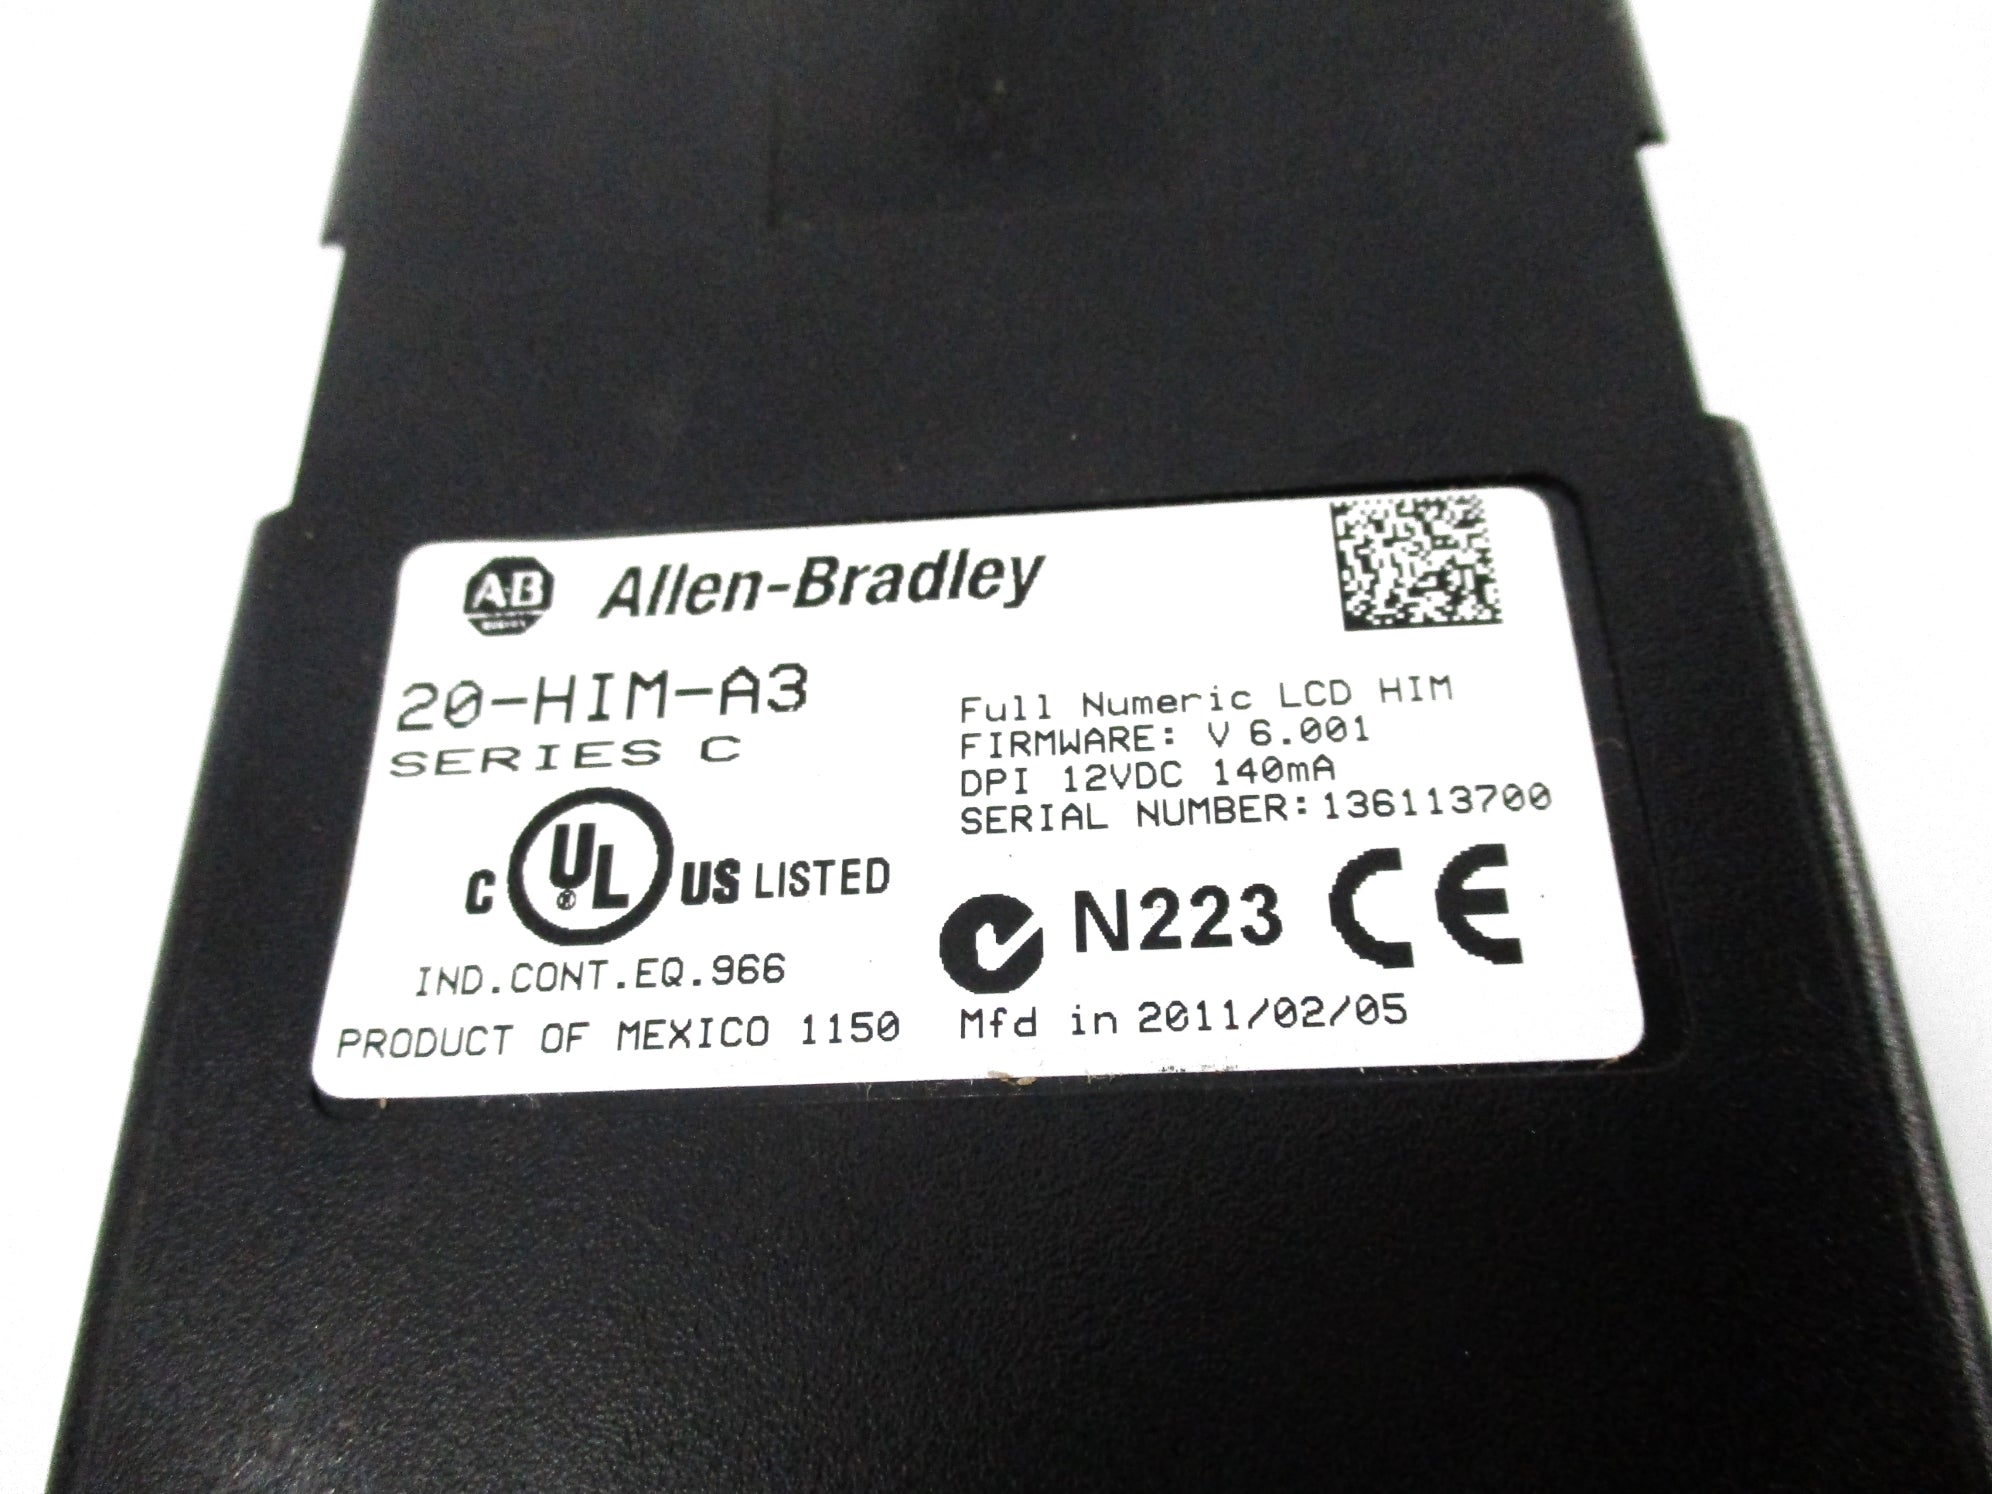 A·B Allen-Bradley
20-HIM-A3
SERIES C
Full Numeric LCD HIM
FIRMWARE: V 6.001
DPI 12VDC 140mA
SERIAL NUMBER:136113700
C UL® US LISTED
N223 CE
IND.CONT.EQ.966
PRODUCT OF MEXICO 1150
Mfd in 2011/02/05